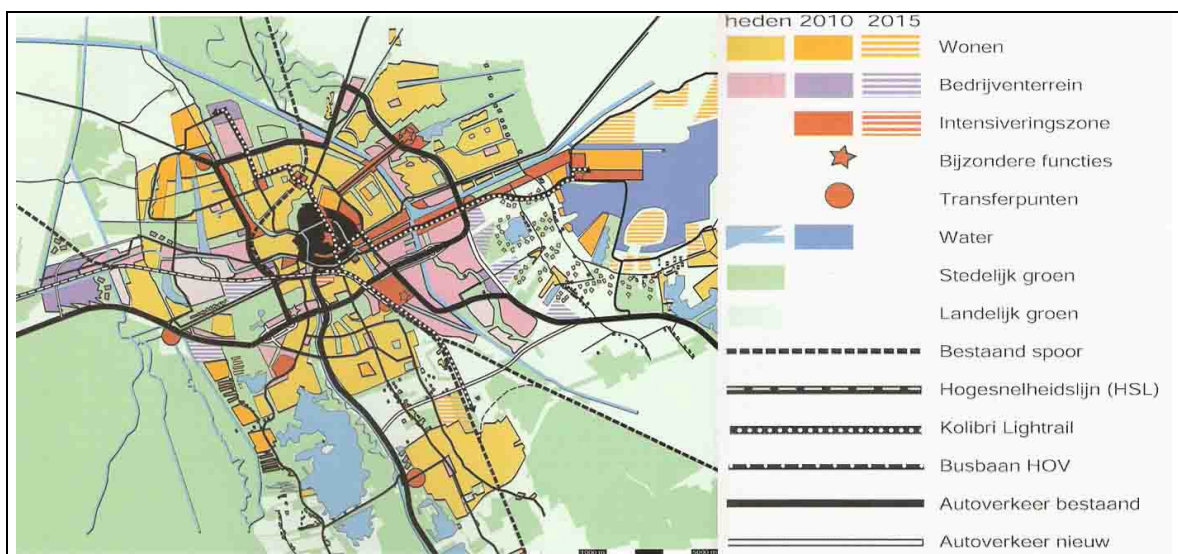 heden 2010 2015
Wonen
Bedrijventerrein
Intensiveringszone
Bijzondere functies
Transferpunten
Water
Stedelijk groen
Landelijk groen
Bestaand spoor
Hogesnelheidslijn (HSL)
Kolibri Lightrail
Busbaan HOV
Autoverkeer bestaand
Autoverkeer nieuw